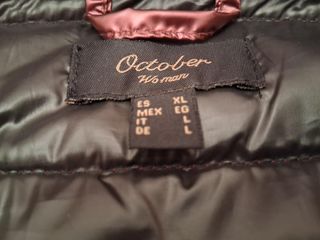 October
Woman
ES XL
MEX EG
IT L
DE L